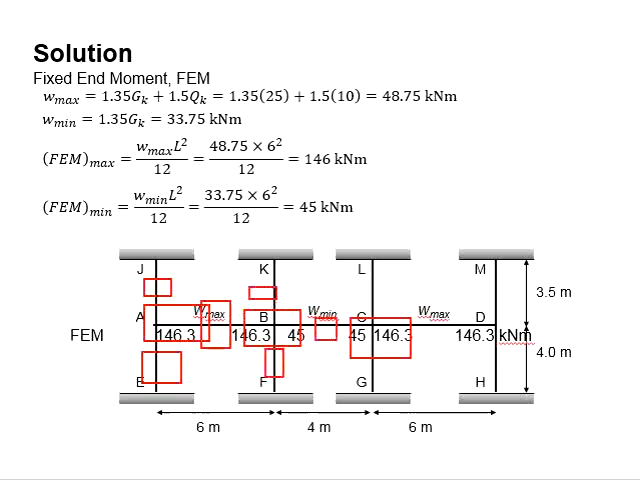 Solution
Fixed End Moment, FEM
w_max = 1.35G_k + 1.5Q_k = 1.35(25) + 1.5(10) = 48.75 kNm
w_min = 1.35G_k = 33.75 kNm
(FEM)_max = w_max L²/12 = 48.75 × 6²/12 = 146 kNm
(FEM)_min = w_min L²/12 = 33.75 × 6²/12 = 45 kNm
J K L M
3.5 m
A w_max B w_min C w_max D
FEM 146.3 146.3 45 45 146.3 146.3 kNm
4.0 m
E F G H
6 m 4 m 6 m